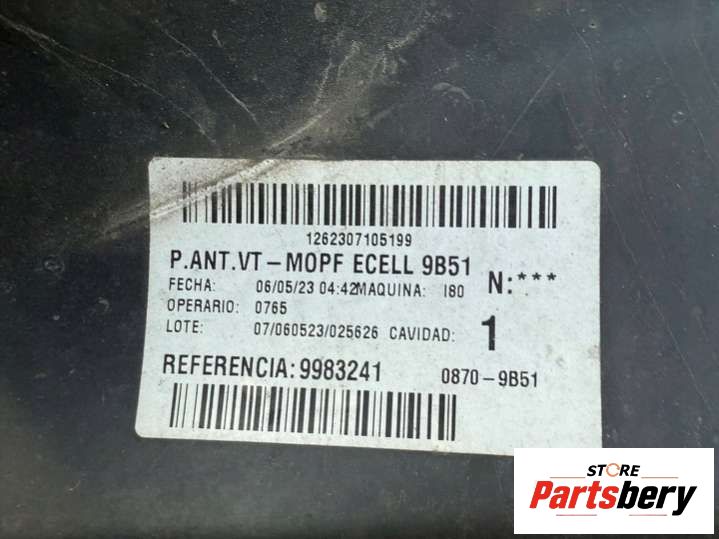 1262307105199
P.ANT.VT-MOPF ECELL 9B51
N:***
FECHA: 06/05/23 04:42 MAQUINA: I80
OPERARIO: 0765
LOTE: 07/060523/025626 CAVIDAD: 1
REFERENCIA:9983241 0870-9B51
STORE
Partsbery